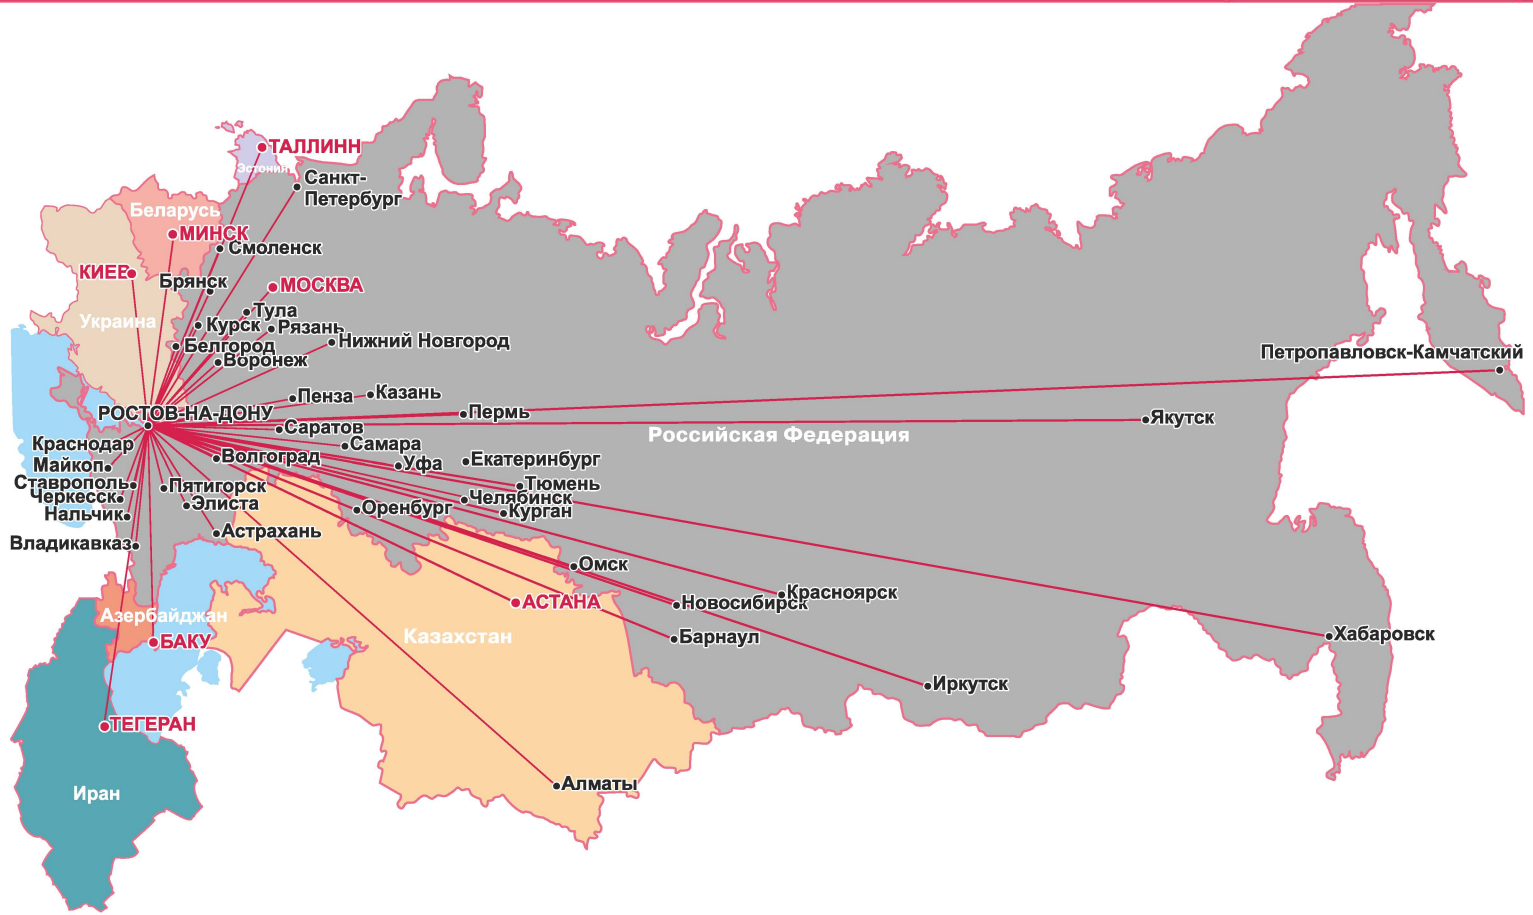 ТАЛЛИНН
Эстония
Санкт-
Петербург
Беларусь
МИНСК
Смоленск
КИЕВ
Брянск
МОСКВА
Тула
Украина
Курск
Рязань
Нижний Новгород
Белгород
Воронеж
Петропавловск-Камчатский
Пенза
Казань
РОСТОВ-НА-ДОНУ
Пермь
Якутск
Саратов
Российская Федерация
Краснодар
Самара
Волгоград
Майкоп
Уфа
Екатеринбург
Ставрополь
Пятигорск
Тюмень
Черкесск
Челябинск
Элиста
Оренбург
Курган
Нальчик
Астрахань
Владикавказ
Омск
Красноярск
АСТАНА
Новосибирск
Азербайджан
БАКУ
Казахстан
Барнаул
Хабаровск
Иркутск
ТЕГЕРАН
Алматы
Иран